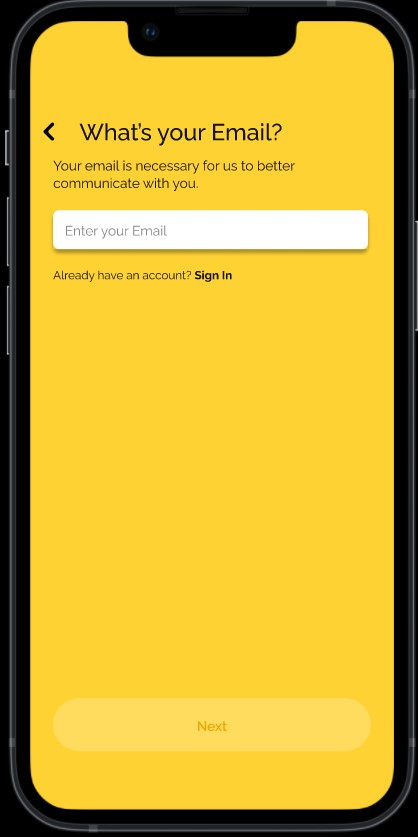 What's your Email?
Your email is necessary for us to better
communicate with you.
Enter your Email
Already have an account? Sign In
Next